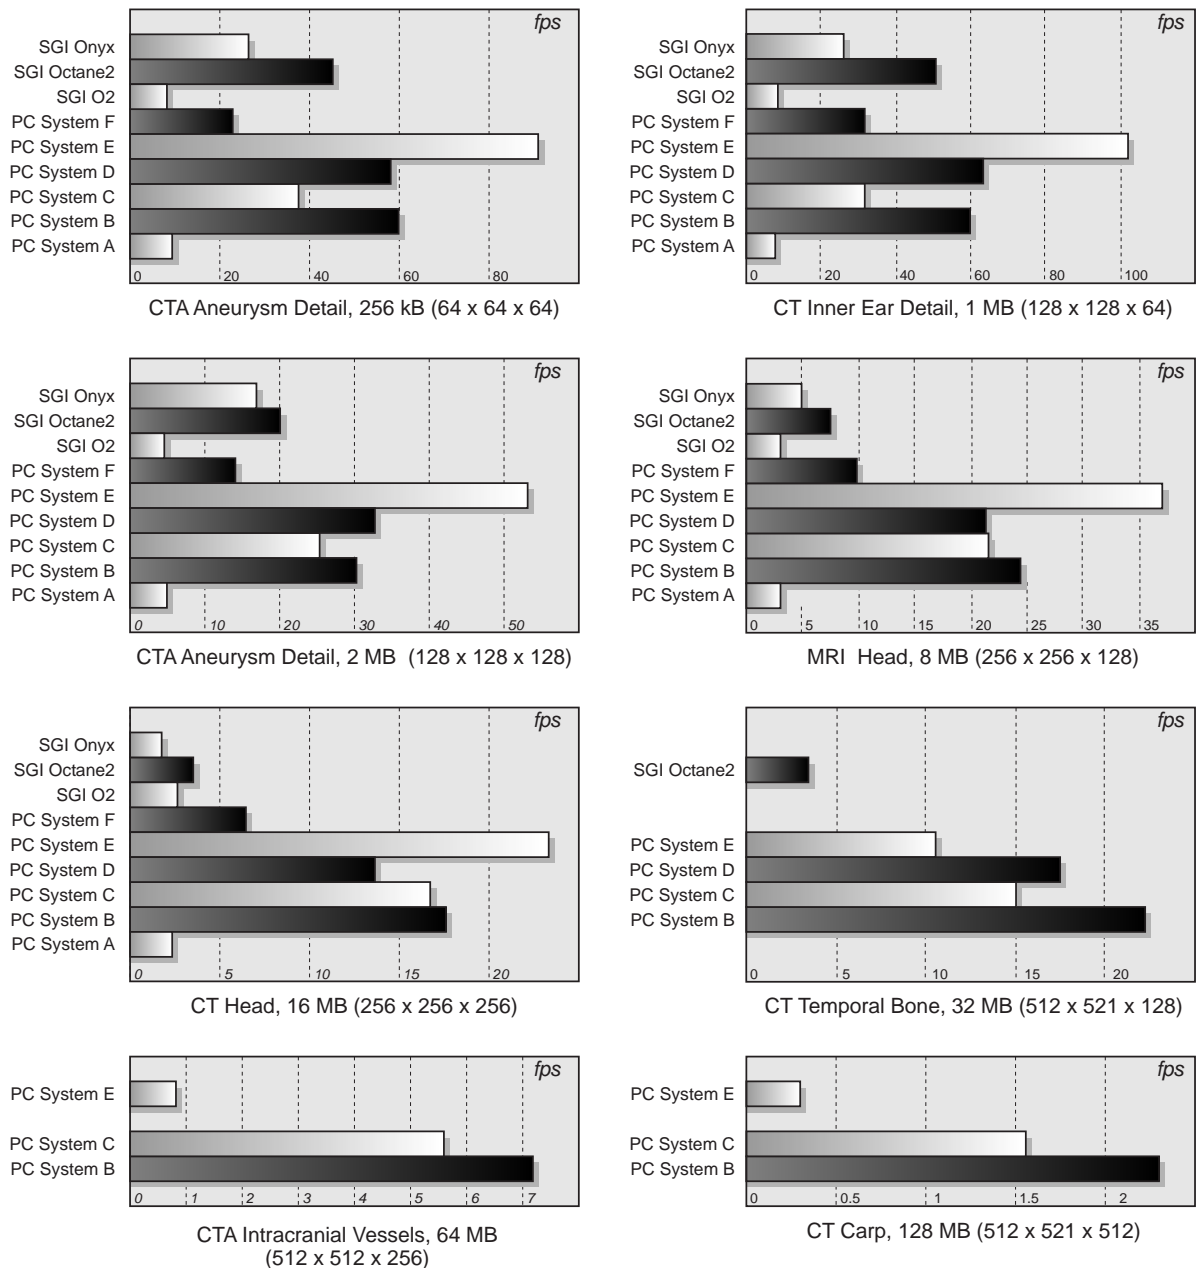 fps
SGI Onyx
SGI Octane2
SGI O2
PC System F
PC System E
PC System D
PC System C
PC System B
PC System A
0 20 40 60 80
CTA Aneurysm Detail, 256 kB (64 x 64 x 64)
fps
SGI Onyx
SGI Octane2
SGI O2
PC System F
PC System E
PC System D
PC System C
PC System B
PC System A
0 20 40 60 80 100
CT Inner Ear Detail, 1 MB (128 x 128 x 64)
fps
SGI Onyx
SGI Octane2
SGI O2
PC System F
PC System E
PC System D
PC System C
PC System B
PC System A
0 10 20 30 40 50
CTA Aneurysm Detail, 2 MB (128 x 128 x 128)
fps
SGI Onyx
SGI Octane2
SGI O2
PC System F
PC System E
PC System D
PC System C
PC System B
PC System A
0 5 10 15 20 25 30 35
MRI Head, 8 MB (256 x 256 x 128)
fps
SGI Onyx
SGI Octane2
SGI O2
PC System F
PC System E
PC System D
PC System C
PC System B
PC System A
0 5 10 15 20
CT Head, 16 MB (256 x 256 x 256)
fps
SGI Octane2
PC System E
PC System D
PC System C
PC System B
0 5 10 15 20
CT Temporal Bone, 32 MB (512 x 521 x 128)
fps
PC System E
PC System C
PC System B
0 1 2 3 4 5 6 7
CTA Intracranial Vessels, 64 MB
(512 x 512 x 256)
fps
PC System E
PC System C
PC System B
0 0.5 1 1.5 2
CT Carp, 128 MB (512 x 521 x 512)